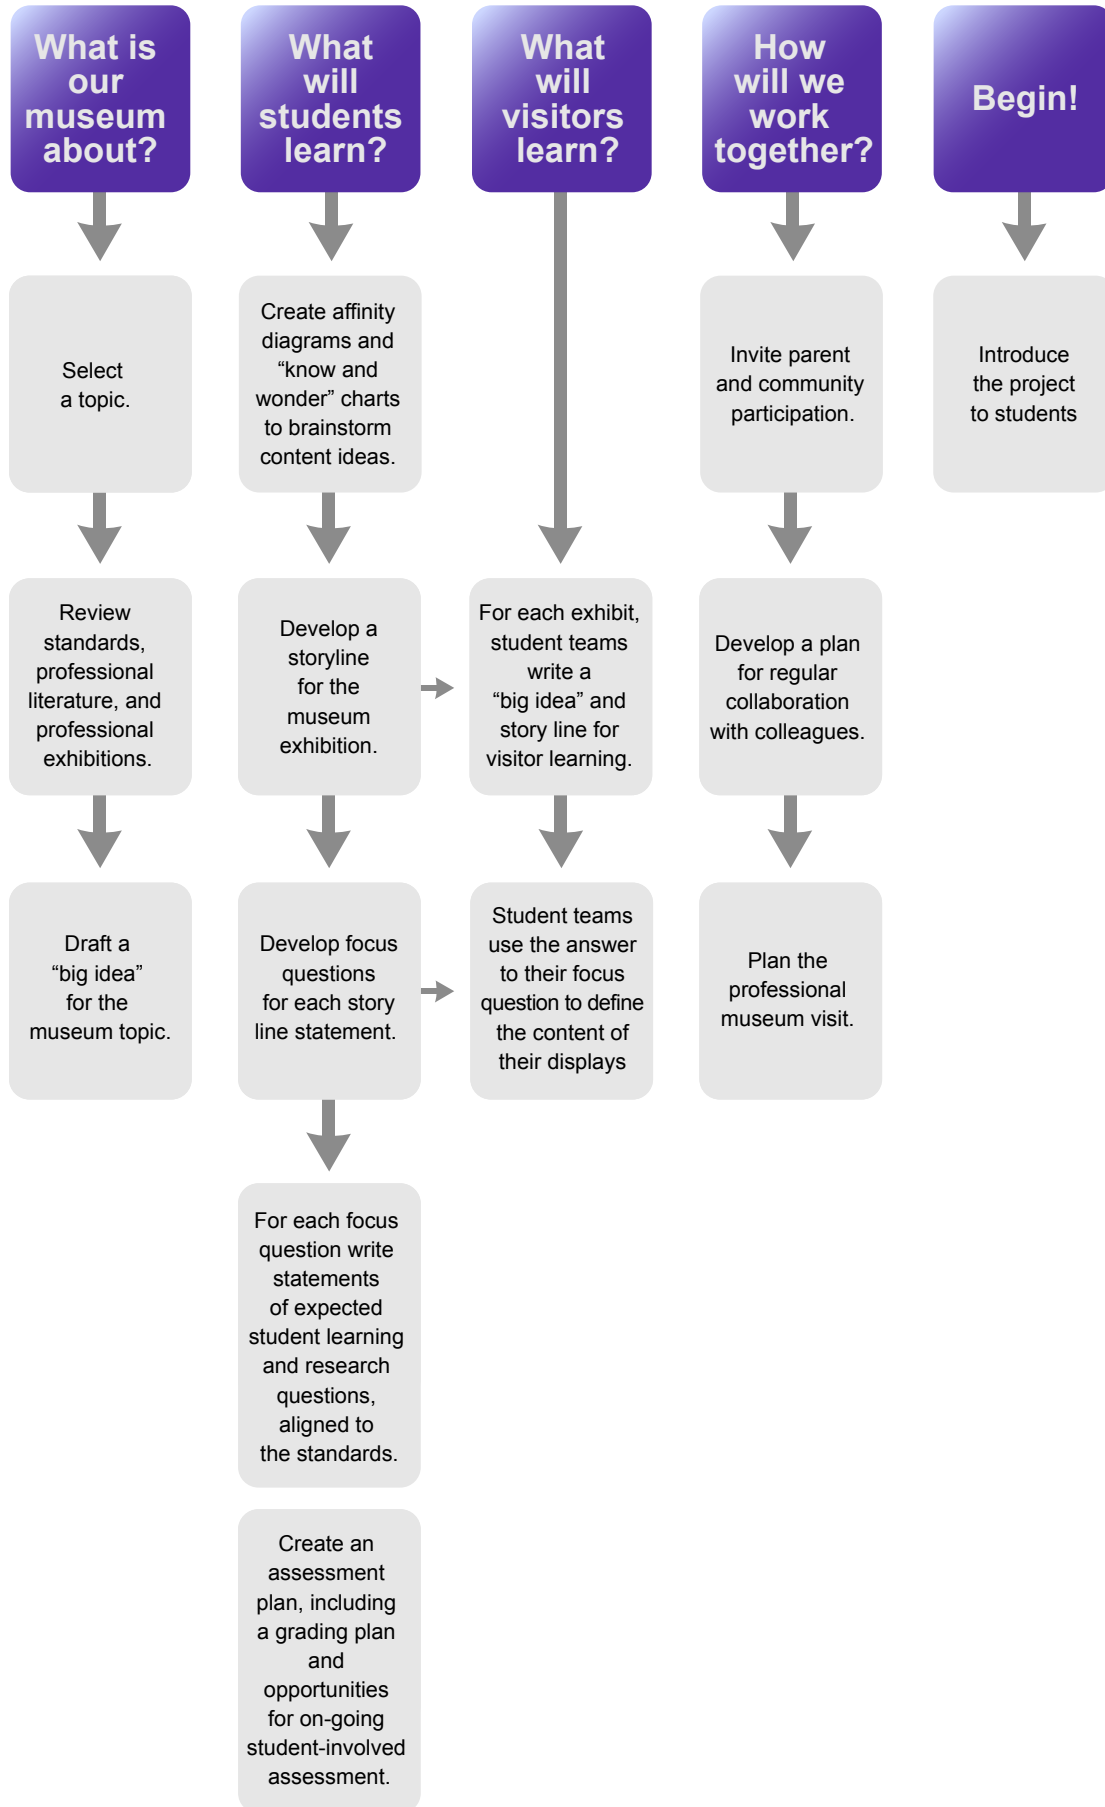 What is
our
museum
about?
What
will
students
learn?
What
will
visitors
learn?
How
will we
work
together?
Begin!
Select
a topic.
Create affinity
diagrams and
“know and
wonder” charts
to brainstorm
content ideas.
Invite parent
and community
participation.
Introduce
the project
to students
Review
standards,
professional
literature, and
professional
exhibitions.
Develop a
storyline
for the
museum
exhibition.
For each exhibit,
student teams
write a
“big idea” and
story line for
visitor learning.
Develop a plan
for regular
collaboration
with colleagues.
Draft a
“big idea”
for the
museum topic.
Develop focus
questions
for each story
line statement.
Student teams
use the answer
to their focus
question to define
the content of
their displays
Plan the
professional
museum visit.
For each focus
question write
statements
of expected
student learning
and research
questions,
aligned to
the standards.
Create an
assessment
plan, including
a grading plan
and
opportunities
for on-going
student-involved
assessment.